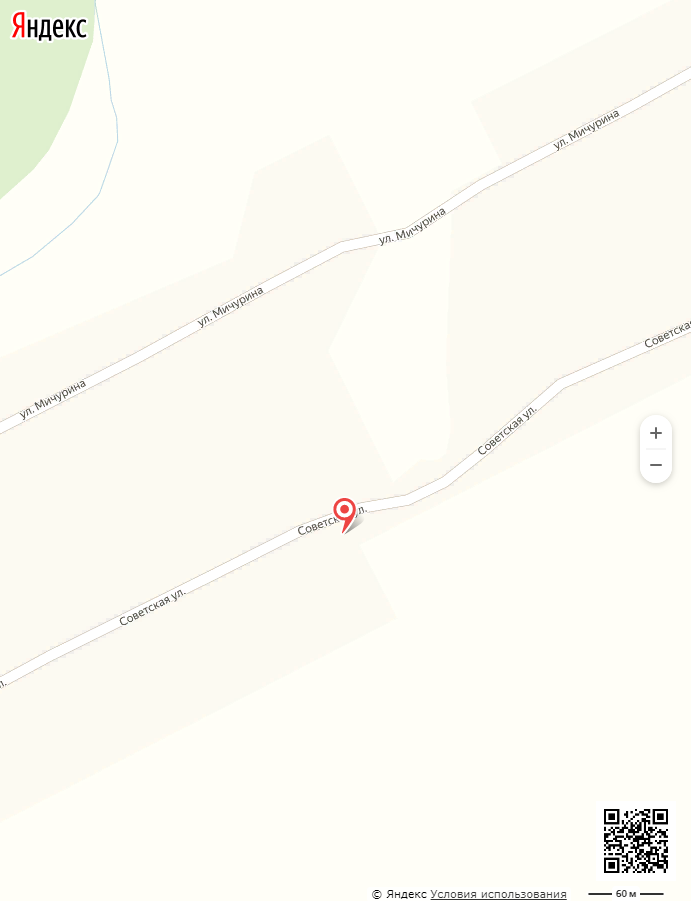 Яндекс
ул. Мичурина
ул. Мичурина
ул. Мичурина
ул. Мичурина
Советская
Советская ул.
Советская ул.
л.
© Яндекс Условия использования
60 м